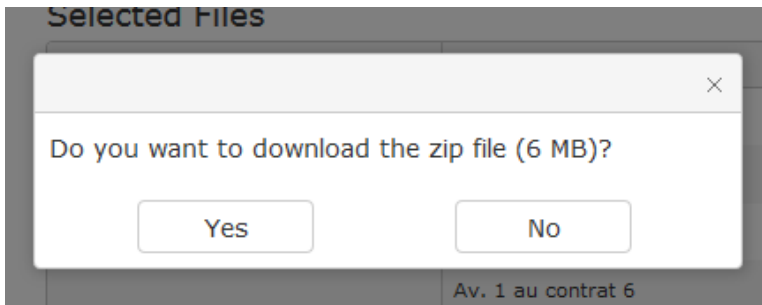 Selected Files
Do you want to download the zip file (6 MB)?
Yes
No
Av. 1 au contrat 6